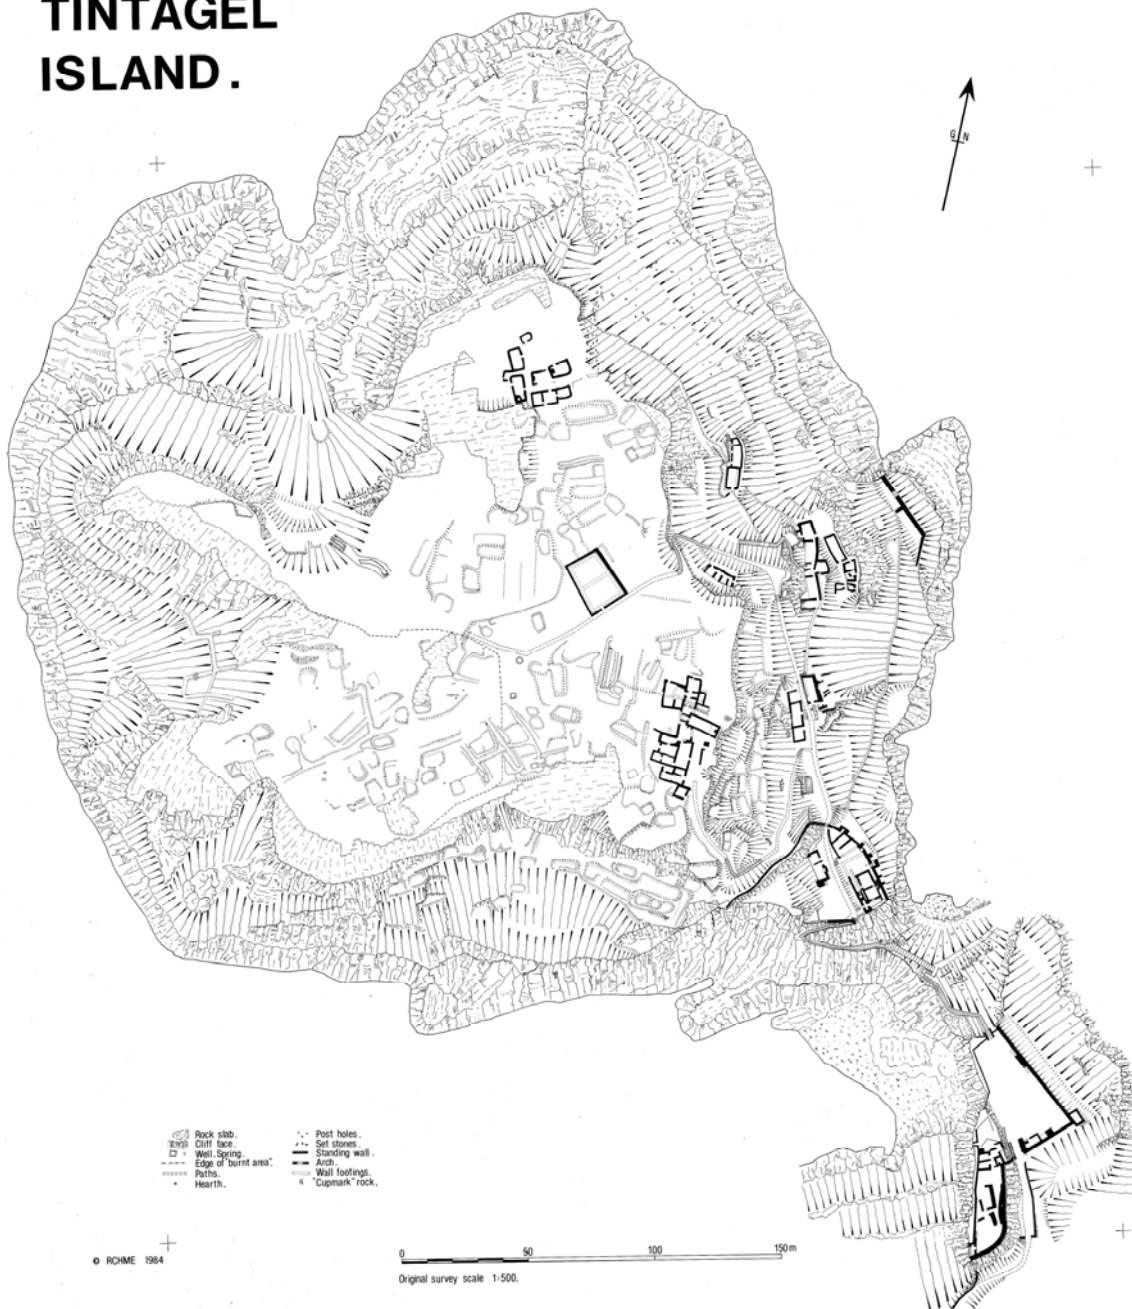 TINTAGEL
ISLAND.
G N
Rock slab.
Cliff face.
Well. Spring.
Edge of "burnt area".
Paths.
Hearth.
Post holes.
Set stones.
Standing wall.
Arch.
Wall footings.
"Cupmark" rock.
© RCHME 1984
0 50 100 150m
Original survey scale 1:500.